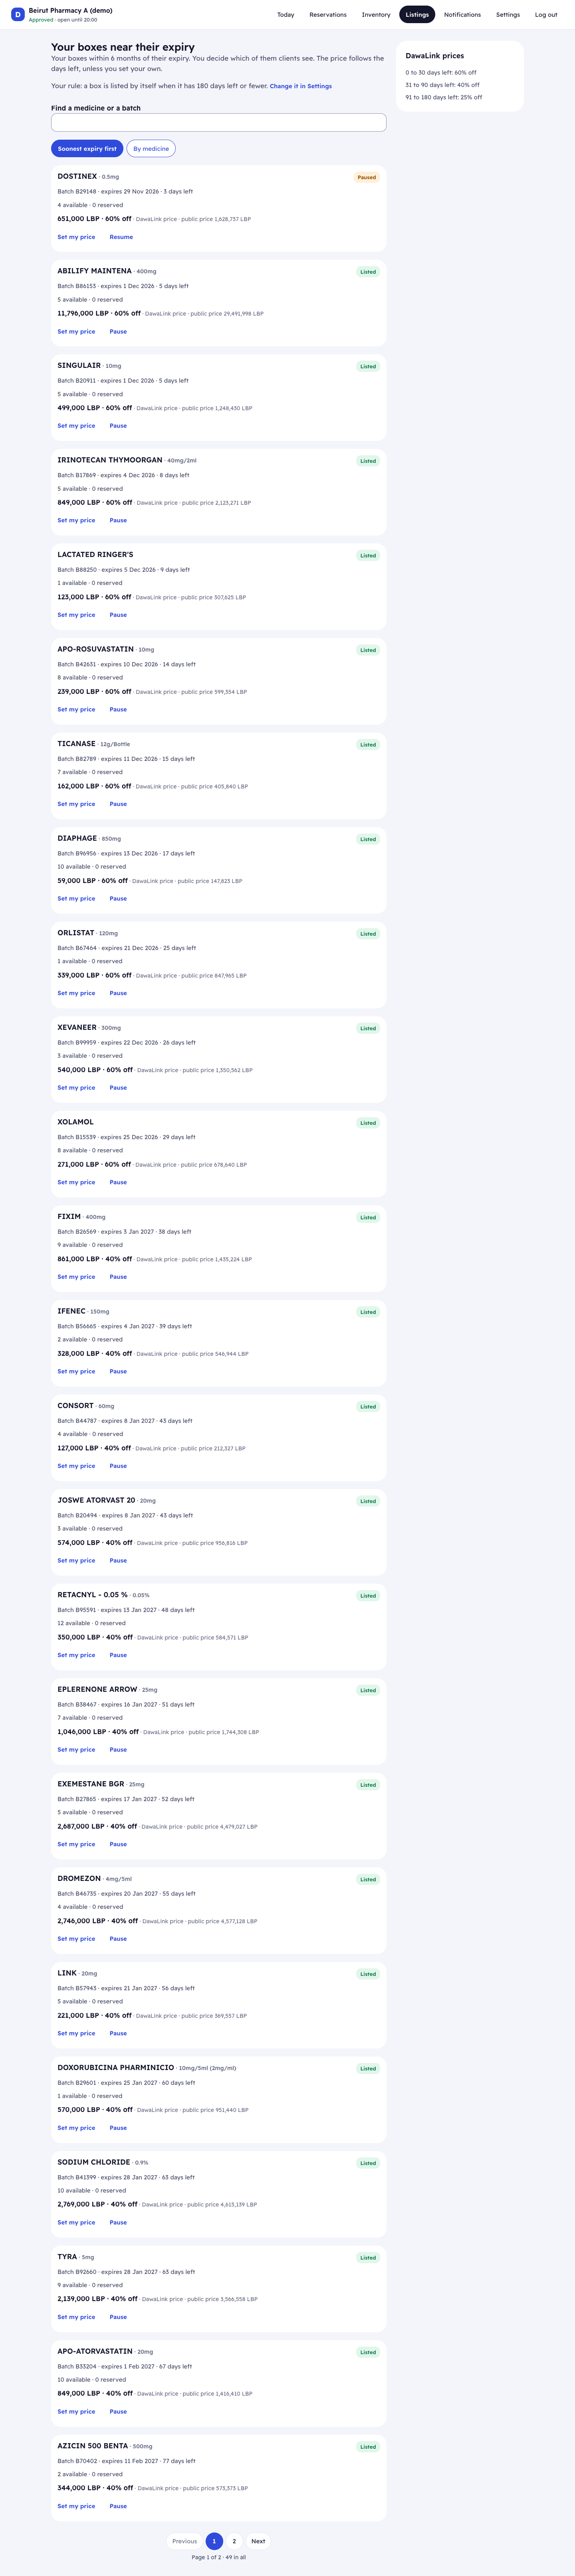 D
Beirut Pharmacy A (demo)
Approved · open until 20:00
Today Reservations Inventory Listings Notifications Settings Log out
Your boxes near their expiry
Your boxes within 6 months of their expiry. You decide which of them clients see. The price follows the days left, unless you set your own.
Your rule: a box is listed by itself when it has 180 days left or fewer. Change it in Settings
Find a medicine or a batch
Soonest expiry first By medicine
DOSTINEX · 0.5mg Paused
Batch B29148 · expires 29 Nov 2026 · 3 days left
4 available · 0 reserved
651,000 LBP · 60% off · DawaLink price · public price 1,628,737 LBP
Set my price Resume
ABILIFY MAINTENA · 400mg Listed
Batch B86153 · expires 1 Dec 2026 · 5 days left
5 available · 0 reserved
11,796,000 LBP · 60% off · DawaLink price · public price 29,491,998 LBP
Set my price Pause
SINGULAIR · 10mg Listed
Batch B20911 · expires 1 Dec 2026 · 5 days left
5 available · 0 reserved
499,000 LBP · 60% off · DawaLink price · public price 1,248,430 LBP
Set my price Pause
IRINOTECAN THYMOORGAN · 40mg/2ml Listed
Batch B17869 · expires 4 Dec 2026 · 8 days left
5 available · 0 reserved
849,000 LBP · 60% off · DawaLink price · public price 2,123,271 LBP
Set my price Pause
LACTATED RINGER'S Listed
Batch B88250 · expires 5 Dec 2026 · 9 days left
1 available · 0 reserved
123,000 LBP · 60% off · DawaLink price · public price 307,625 LBP
Set my price Pause
APO-ROSUVASTATIN · 10mg Listed
Batch B42631 · expires 10 Dec 2026 · 14 days left
8 available · 0 reserved
239,000 LBP · 60% off · DawaLink price · public price 599,354 LBP
Set my price Pause
TICANASE · 12g/Bottle Listed
Batch B82789 · expires 11 Dec 2026 · 15 days left
7 available · 0 reserved
162,000 LBP · 60% off · DawaLink price · public price 405,840 LBP
Set my price Pause
DIAPHAGE · 850mg Listed
Batch B96956 · expires 13 Dec 2026 · 17 days left
10 available · 0 reserved
59,000 LBP · 60% off · DawaLink price · public price 147,823 LBP
Set my price Pause
ORLISTAT · 120mg Listed
Batch B67464 · expires 21 Dec 2026 · 25 days left
1 available · 0 reserved
339,000 LBP · 60% off · DawaLink price · public price 847,965 LBP
Set my price Pause
XEVANEER · 300mg Listed
Batch B99959 · expires 22 Dec 2026 · 26 days left
3 available · 0 reserved
540,000 LBP · 60% off · DawaLink price · public price 1,350,562 LBP
Set my price Pause
XOLAMOL Listed
Batch B15539 · expires 25 Dec 2026 · 29 days left
8 available · 0 reserved
271,000 LBP · 60% off · DawaLink price · public price 678,640 LBP
Set my price Pause
FIXIM · 400mg Listed
Batch B26569 · expires 3 Jan 2027 · 38 days left
9 available · 0 reserved
861,000 LBP · 40% off · DawaLink price · public price 1,435,224 LBP
Set my price Pause
IFENEC · 150mg Listed
Batch B56665 · expires 4 Jan 2027 · 39 days left
2 available · 0 reserved
328,000 LBP · 40% off · DawaLink price · public price 546,944 LBP
Set my price Pause
CONSORT · 60mg Listed
Batch B44787 · expires 8 Jan 2027 · 43 days left
4 available · 0 reserved
127,000 LBP · 40% off · DawaLink price · public price 212,327 LBP
Set my price Pause
JOSWE ATORVAST 20 · 20mg Listed
Batch B20494 · expires 8 Jan 2027 · 43 days left
3 available · 0 reserved
574,000 LBP · 40% off · DawaLink price · public price 956,816 LBP
Set my price Pause
RETACNYL - 0.05 % · 0.05% Listed
Batch B95591 · expires 13 Jan 2027 · 48 days left
12 available · 0 reserved
350,000 LBP · 40% off · DawaLink price · public price 584,571 LBP
Set my price Pause
EPLERENONE ARROW · 25mg Listed
Batch B38467 · expires 16 Jan 2027 · 51 days left
7 available · 0 reserved
1,046,000 LBP · 40% off · DawaLink price · public price 1,744,308 LBP
Set my price Pause
EXEMESTANE BGR · 25mg Listed
Batch B27865 · expires 17 Jan 2027 · 52 days left
5 available · 0 reserved
2,687,000 LBP · 40% off · DawaLink price · public price 4,479,027 LBP
Set my price Pause
DROMEZON · 4mg/5ml Listed
Batch B46735 · expires 20 Jan 2027 · 55 days left
4 available · 0 reserved
2,746,000 LBP · 40% off · DawaLink price · public price 4,577,128 LBP
Set my price Pause
LINK · 20mg Listed
Batch B57943 · expires 21 Jan 2027 · 56 days left
5 available · 0 reserved
221,000 LBP · 40% off · DawaLink price · public price 369,557 LBP
Set my price Pause
DOXORUBICINA PHARMINICIO · 10mg/5ml (2mg/ml) Listed
Batch B29601 · expires 25 Jan 2027 · 60 days left
1 available · 0 reserved
570,000 LBP · 40% off · DawaLink price · public price 951,440 LBP
Set my price Pause
SODIUM CHLORIDE · 0.9% Listed
Batch B41399 · expires 28 Jan 2027 · 63 days left
10 available · 0 reserved
2,769,000 LBP · 40% off · DawaLink price · public price 4,615,139 LBP
Set my price Pause
TYRA · 5mg Listed
Batch B92660 · expires 28 Jan 2027 · 63 days left
9 available · 0 reserved
2,139,000 LBP · 40% off · DawaLink price · public price 3,566,558 LBP
Set my price Pause
APO-ATORVASTATIN · 20mg Listed
Batch B33204 · expires 1 Feb 2027 · 67 days left
10 available · 0 reserved
849,000 LBP · 40% off · DawaLink price · public price 1,416,410 LBP
Set my price Pause
AZICIN 500 BENTA · 500mg Listed
Batch B70402 · expires 11 Feb 2027 · 77 days left
2 available · 0 reserved
344,000 LBP · 40% off · DawaLink price · public price 573,373 LBP
Set my price Pause
Previous 1 2 Next
Page 1 of 2 · 49 in all
DawaLink prices
0 to 30 days left: 60% off
31 to 90 days left: 40% off
91 to 180 days left: 25% off